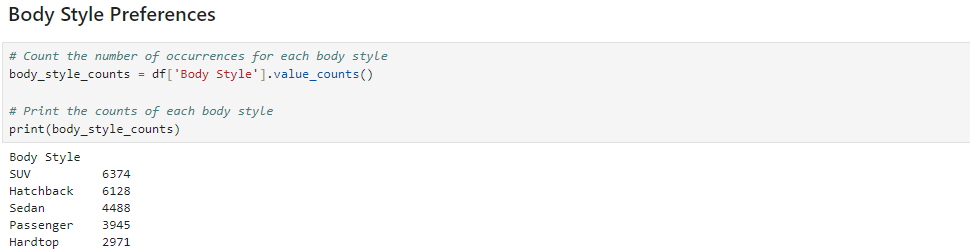 Body Style Preferences
# Count the number of occurrences for each body style
body_style_counts = df['Body Style'].value_counts()
# Print the counts of each body style
print(body_style_counts)
Body Style
SUV          6374
Hatchback    6128
Sedan        4488
Passenger    3945
Hardtop      2971